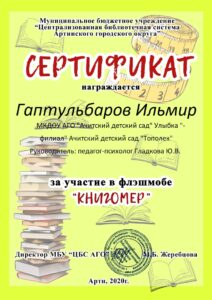 Муниципальное бюджетное учреждение
"Централизованная библиотечная система
Артинского городского округа"
СЕРТИФИКАТ
награждается
Гаптульбаров Ильмир
МКДОУ АГО "Ачитский детский сад" Улыбка "-
филиал" Ачитский детский сад "Тополек"
Руководитель: педагог-психолог Гладкова Ю.В.
за участие в флэшмобе
"КНИГОМЕР"
Директор МБУ "ЦБС АГО"
М.Б. Жеребцова
Арти, 2020г.